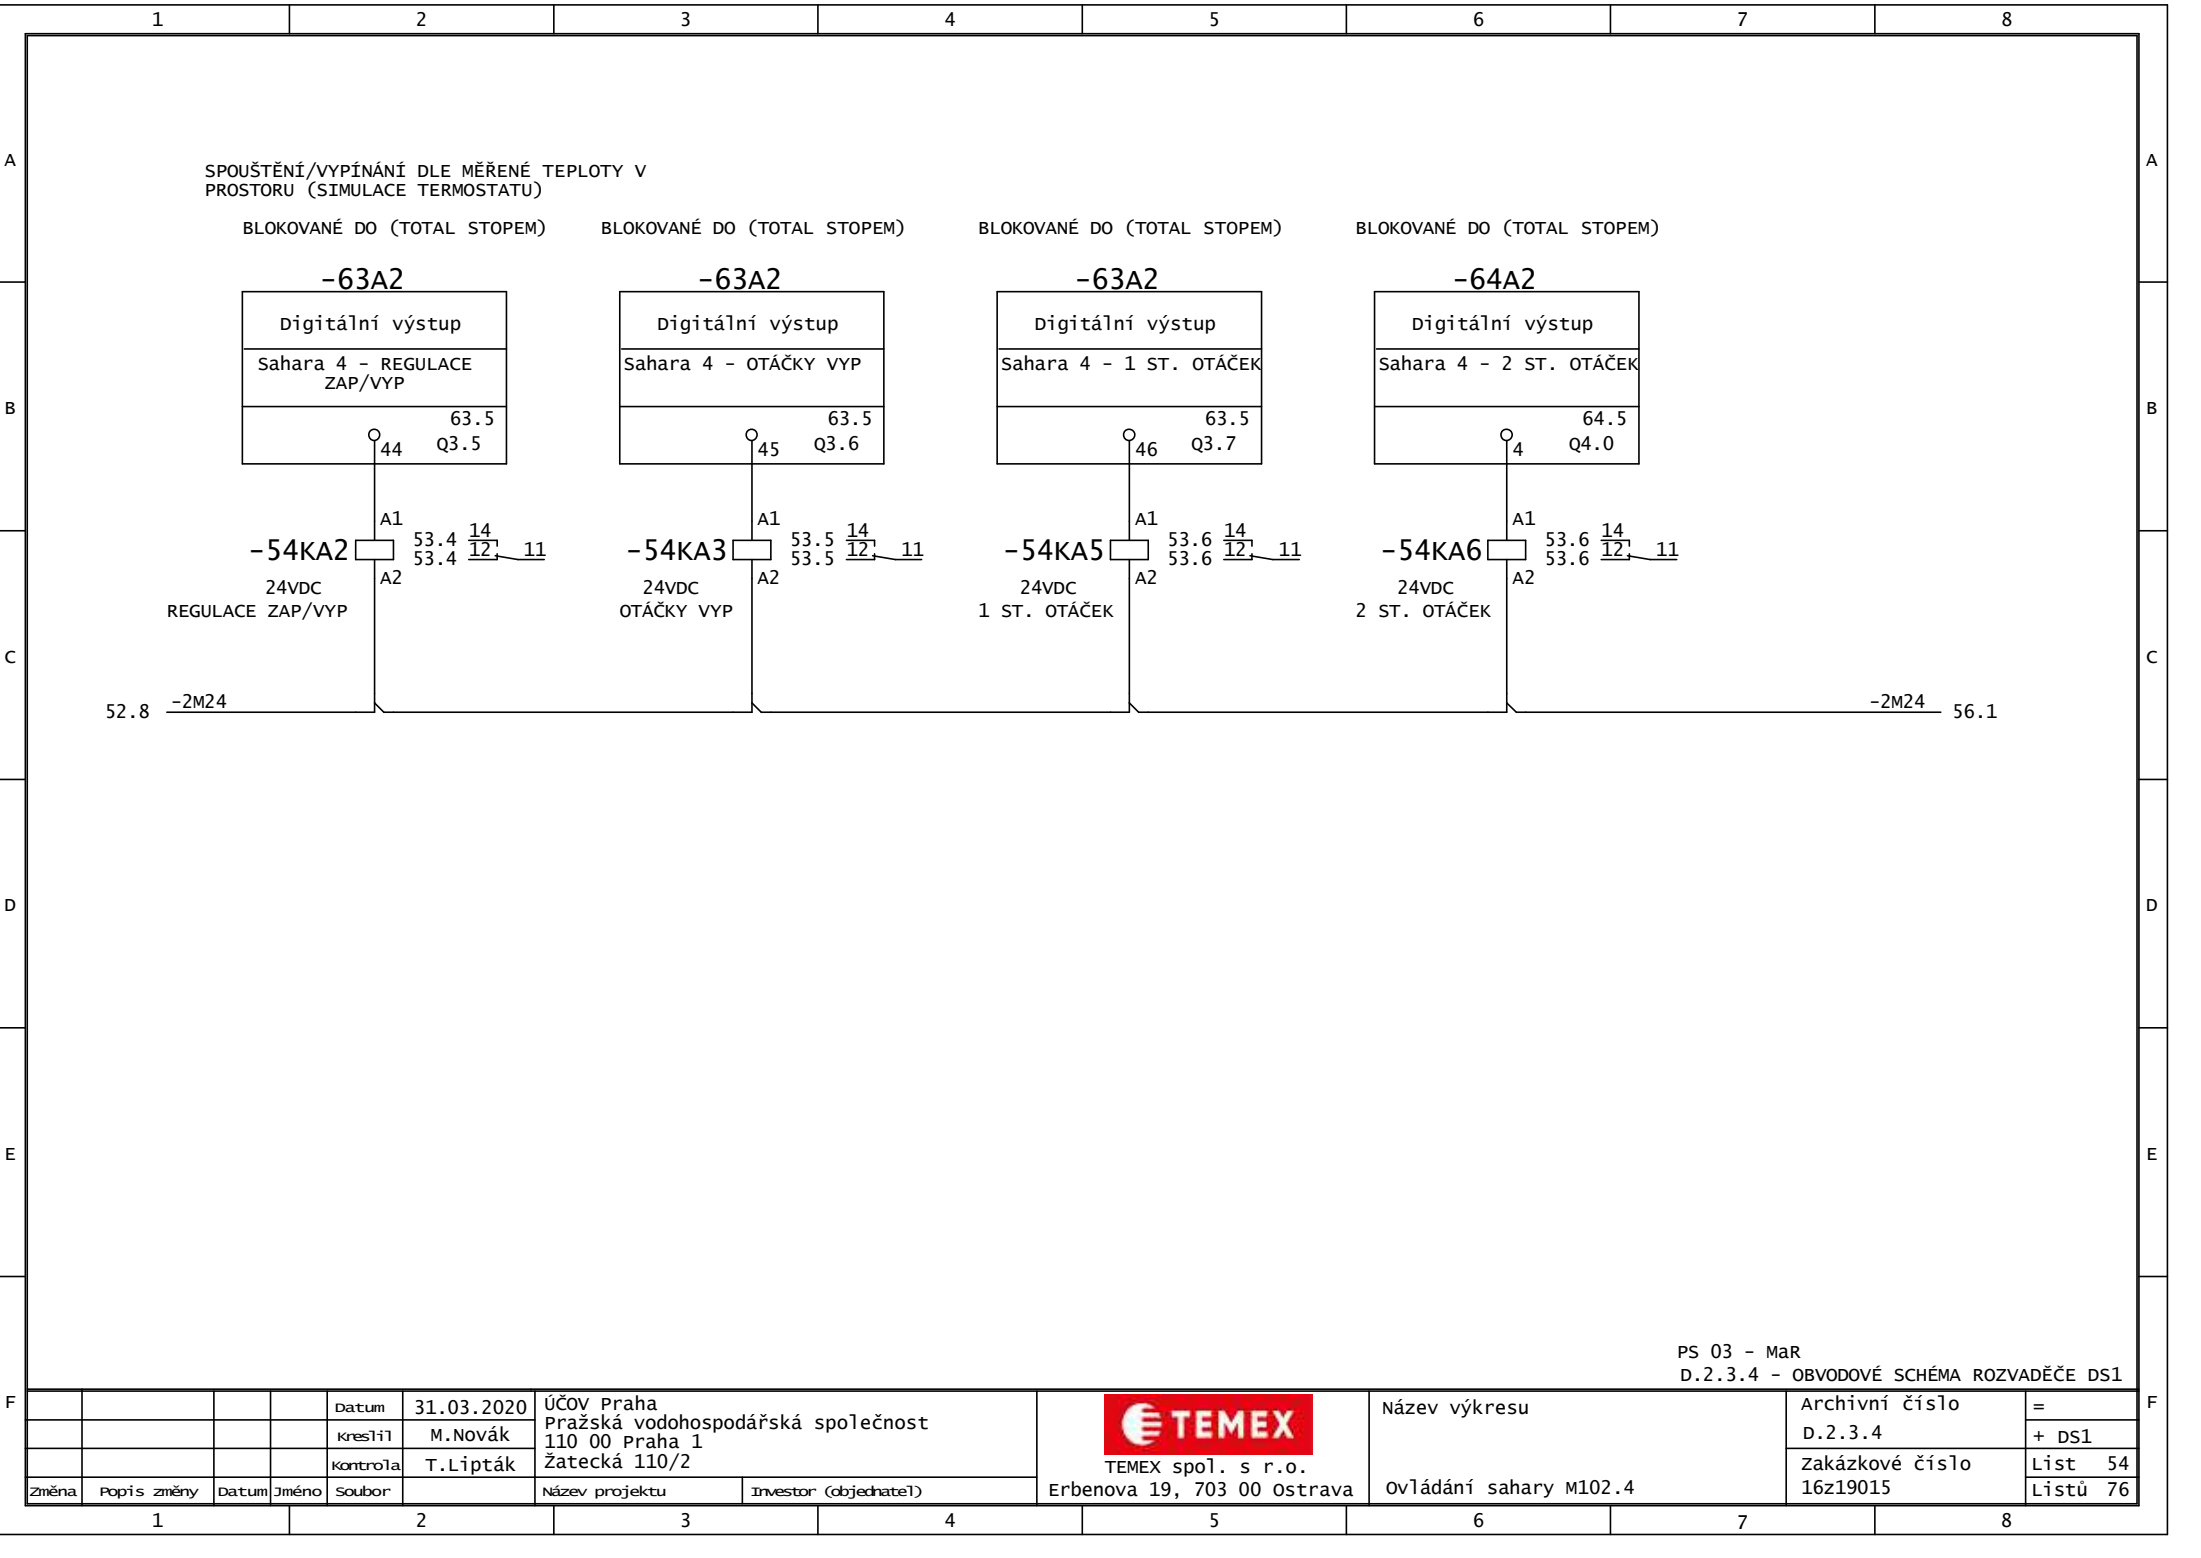 1 2 3 4 5 6 7 8
A A
SPOUŠTĚNÍ/VYPÍNÁNÍ DLE MĚŘENÉ TEPLOTY V
PROSTORU (SIMULACE TERMOSTATU)
BLOKOVANÉ DO (TOTAL STOPEM) BLOKOVANÉ DO (TOTAL STOPEM) BLOKOVANÉ DO (TOTAL STOPEM) BLOKOVANÉ DO (TOTAL STOPEM)
-63A2 -63A2 -63A2 -64A2
Digitální výstup Digitální výstup Digitální výstup Digitální výstup
Sahara 4 - REGULACE Sahara 4 - OTÁČKY VYP Sahara 4 - 1 ST. OTÁČEK Sahara 4 - 2 ST. OTÁČEK
ZAP/VYP
B B
63.5 63.5 63.5 64.5
44 Q3.5 45 Q3.6 46 Q3.7 4 Q4.0
A1 A1 A1 A1
53.4 14 53.5 14 53.6 14 53.6 14
-54KA2 53.4 12 11 -54KA3 53.5 12 11 -54KA5 53.6 12 11 -54KA6 53.6 12 11
A2 A2 A2 A2
24VDC 24VDC 24VDC 24VDC
REGULACE ZAP/VYP OTÁČKY VYP 1 ST. OTÁČEK 2 ST. OTÁČEK
C C
52.8 -2M24 -2M24 56.1
D D
E E
PS 03 - MaR
D.2.3.4 - OBVODOVÉ SCHÉMA ROZVADĚČE DS1
F F
Datum 31.03.2020
Kreslil M.Novák
Kontrola T.Lipták
Změna Popis změny Datum Jméno Soubor
ÚČOV Praha
Pražská vodohospodářská společnost
110 00 Praha 1
Žatecká 110/2
Název projektu Investor (objednatel)
TEMEX
TEMEX spol. s r.o.
Erbenova 19, 703 00 Ostrava
Název výkresu
Ovládání sahary M102.4
Archivní číslo
D.2.3.4
Zakázkové číslo
16z19015
=
+ DS1
List 54
Listů 76
1 2 3 4 5 6 7 8